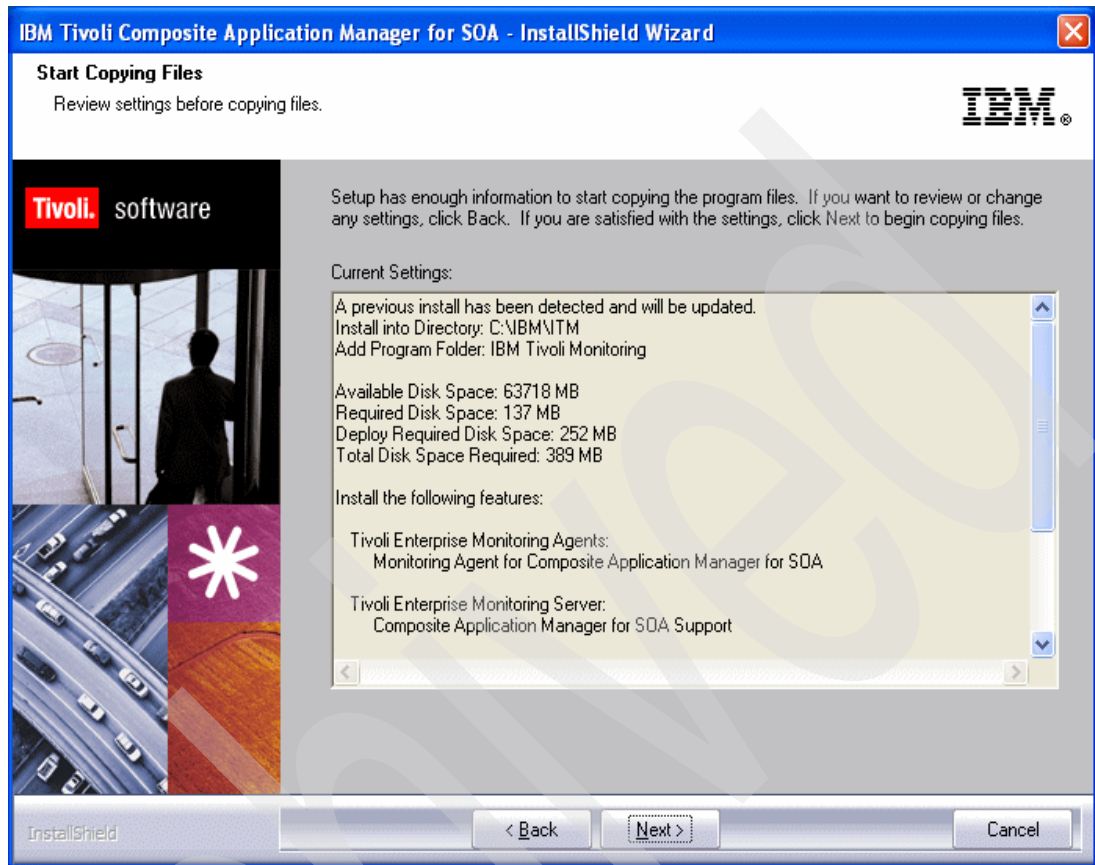 IBM Tivoli Composite Application Manager for SOA - InstallShield Wizard
Start Copying Files
Review settings before copying files.
IBM®
Tivoli. software
Setup has enough information to start copying the program files. If you want to review or change
any settings, click Back. If you are satisfied with the settings, click Next to begin copying files.
Current Settings:
A previous install has been detected and will be updated.
Install into Directory: C:\IBM\ITM
Add Program Folder: IBM Tivoli Monitoring
Available Disk Space: 63718 MB
Required Disk Space: 137 MB
Deploy Required Disk Space: 252 MB
Total Disk Space Required: 389 MB
Install the following features:
Tivoli Enterprise Monitoring Agents:
Monitoring Agent for Composite Application Manager for SOA
Tivoli Enterprise Monitoring Server:
Composite Application Manager for SOA Support
InstallShield
< Back
Next >
Cancel